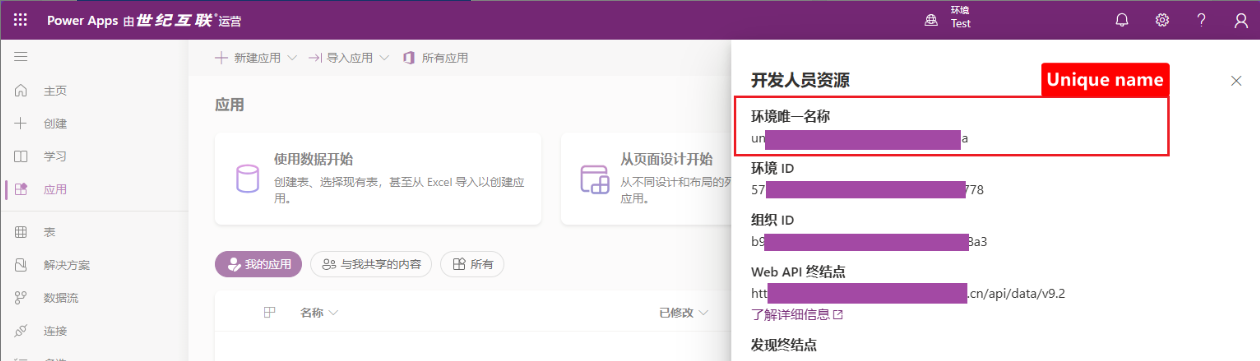 Power Apps 由世纪互联®运营
环境
Test
主页
创建
学习
应用
表
解决方案
数据流
连接
新建应用
导入应用
所有应用
应用
使用数据开始
创建表、选择现有表，甚至从 Excel 导入以创建应
用。
从页面设计开始
从不同设计和布局的列
应用。
我的应用
与我共享的内容
所有
名称
已修改
开发人员资源
Unique name
环境唯一名称
un a
环境 ID
57 778
组织 ID
b9 3a3
Web API 终结点
htt .cn/api/data/v9.2
了解详细信息
发现终结点